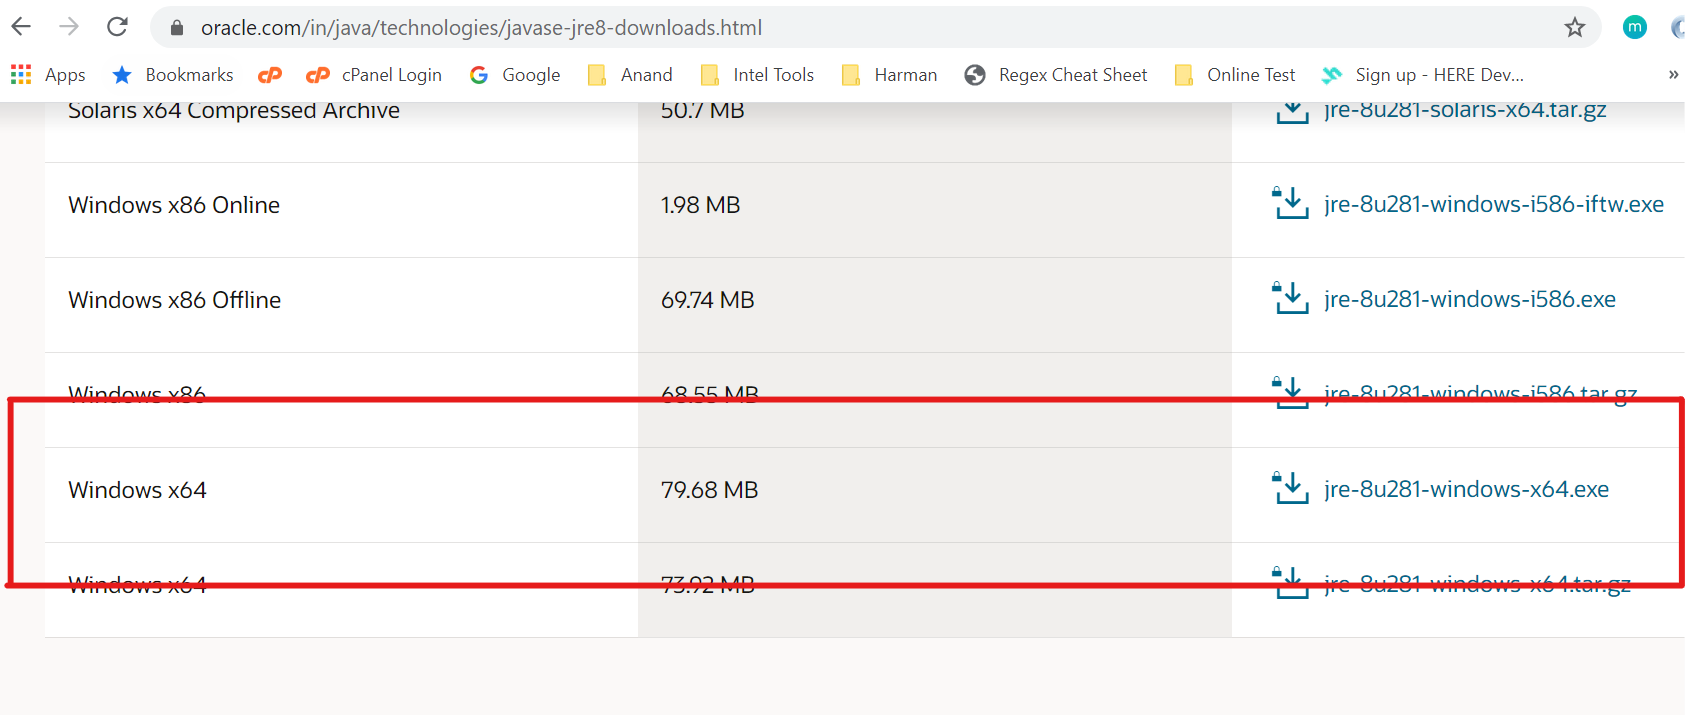 oracle.com/in/java/technologies/javase-jre8-downloads.html
m
Apps Bookmarks cP cP cPanel Login G Google Anand Intel Tools Harman Regex Cheat Sheet Online Test Sign up - HERE Dev... »
Solaris x64 Compressed Archive 50.7 MB jre-8u281-solaris-x64.tar.gz
Windows x86 Online 1.98 MB jre-8u281-windows-i586-iftw.exe
Windows x86 Offline 69.74 MB jre-8u281-windows-i586.exe
Windows x86 68.55 MB jre-8u281-windows-i586.tar.gz
Windows x64 79.68 MB jre-8u281-windows-x64.exe
Windows x64 73.92 MB jre-8u281-windows-x64.tar.gz